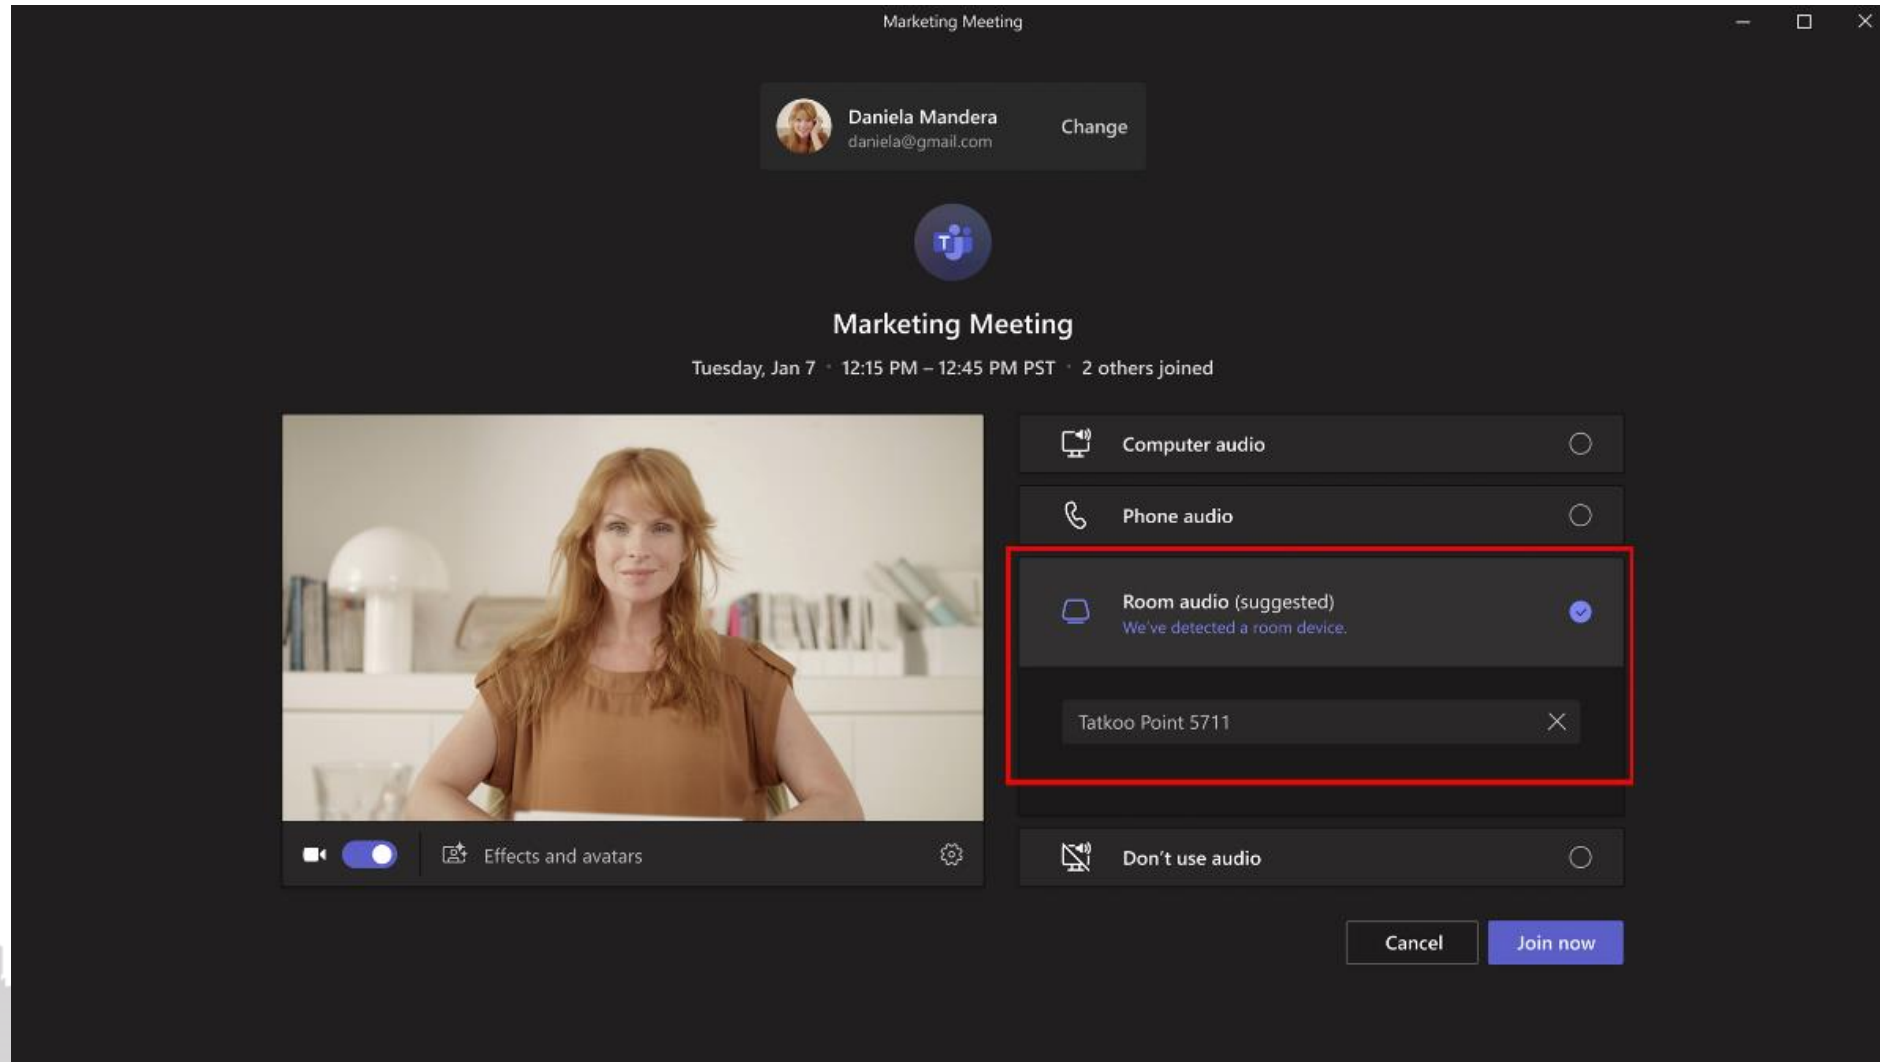 Marketing Meeting
Daniela Mandera
daniela@gmail.com
Change
T
Marketing Meeting
Tuesday, Jan 7 • 12:15 PM – 12:45 PM PST • 2 others joined
Computer audio
Phone audio
Room audio (suggested)
We've detected a room device.
Tatkoo Point 5711
Effects and avatars
Don't use audio
Cancel
Join now